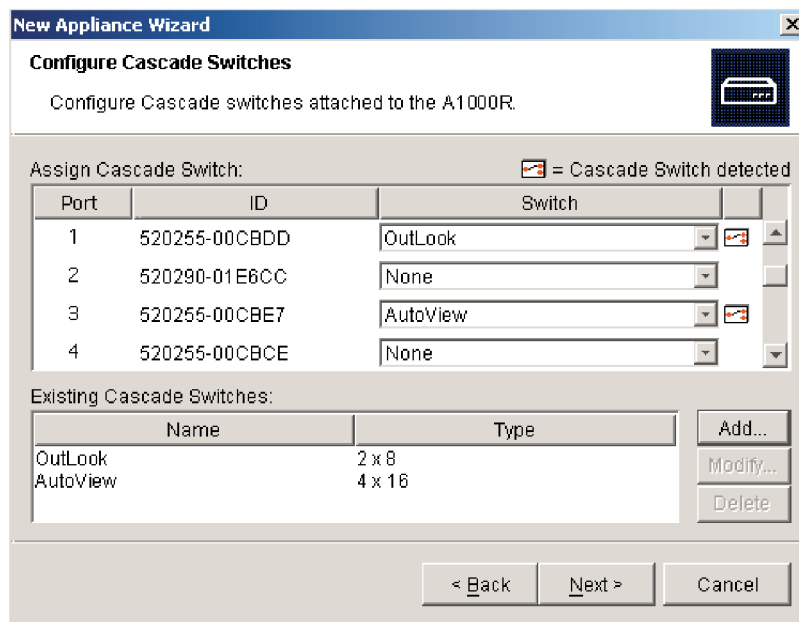 New Appliance Wizard
Configure Cascade Switches
Configure Cascade switches attached to the A1000R.
Assign Cascade Switch: = Cascade Switch detected
Port ID Switch
1 520255-00CBDD OutLook
2 520290-01E6CC None
3 520255-00CBE7 AutoView
4 520255-00CBCE None
Existing Cascade Switches:
Name Type Add...
OutLook 2 x 8 Modify...
AutoView 4 x 16
Delete
< Back Next > Cancel